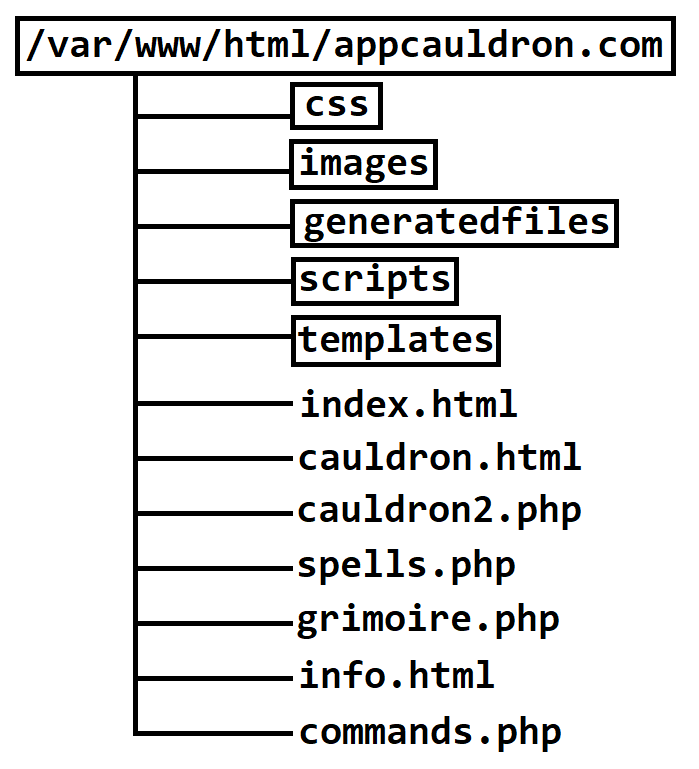 /var/www/html/appcauldron.com
css
images
generatedfiles
scripts
templates
index.html
cauldron.html
cauldron2.php
spells.php
grimoire.php
info.html
commands.php